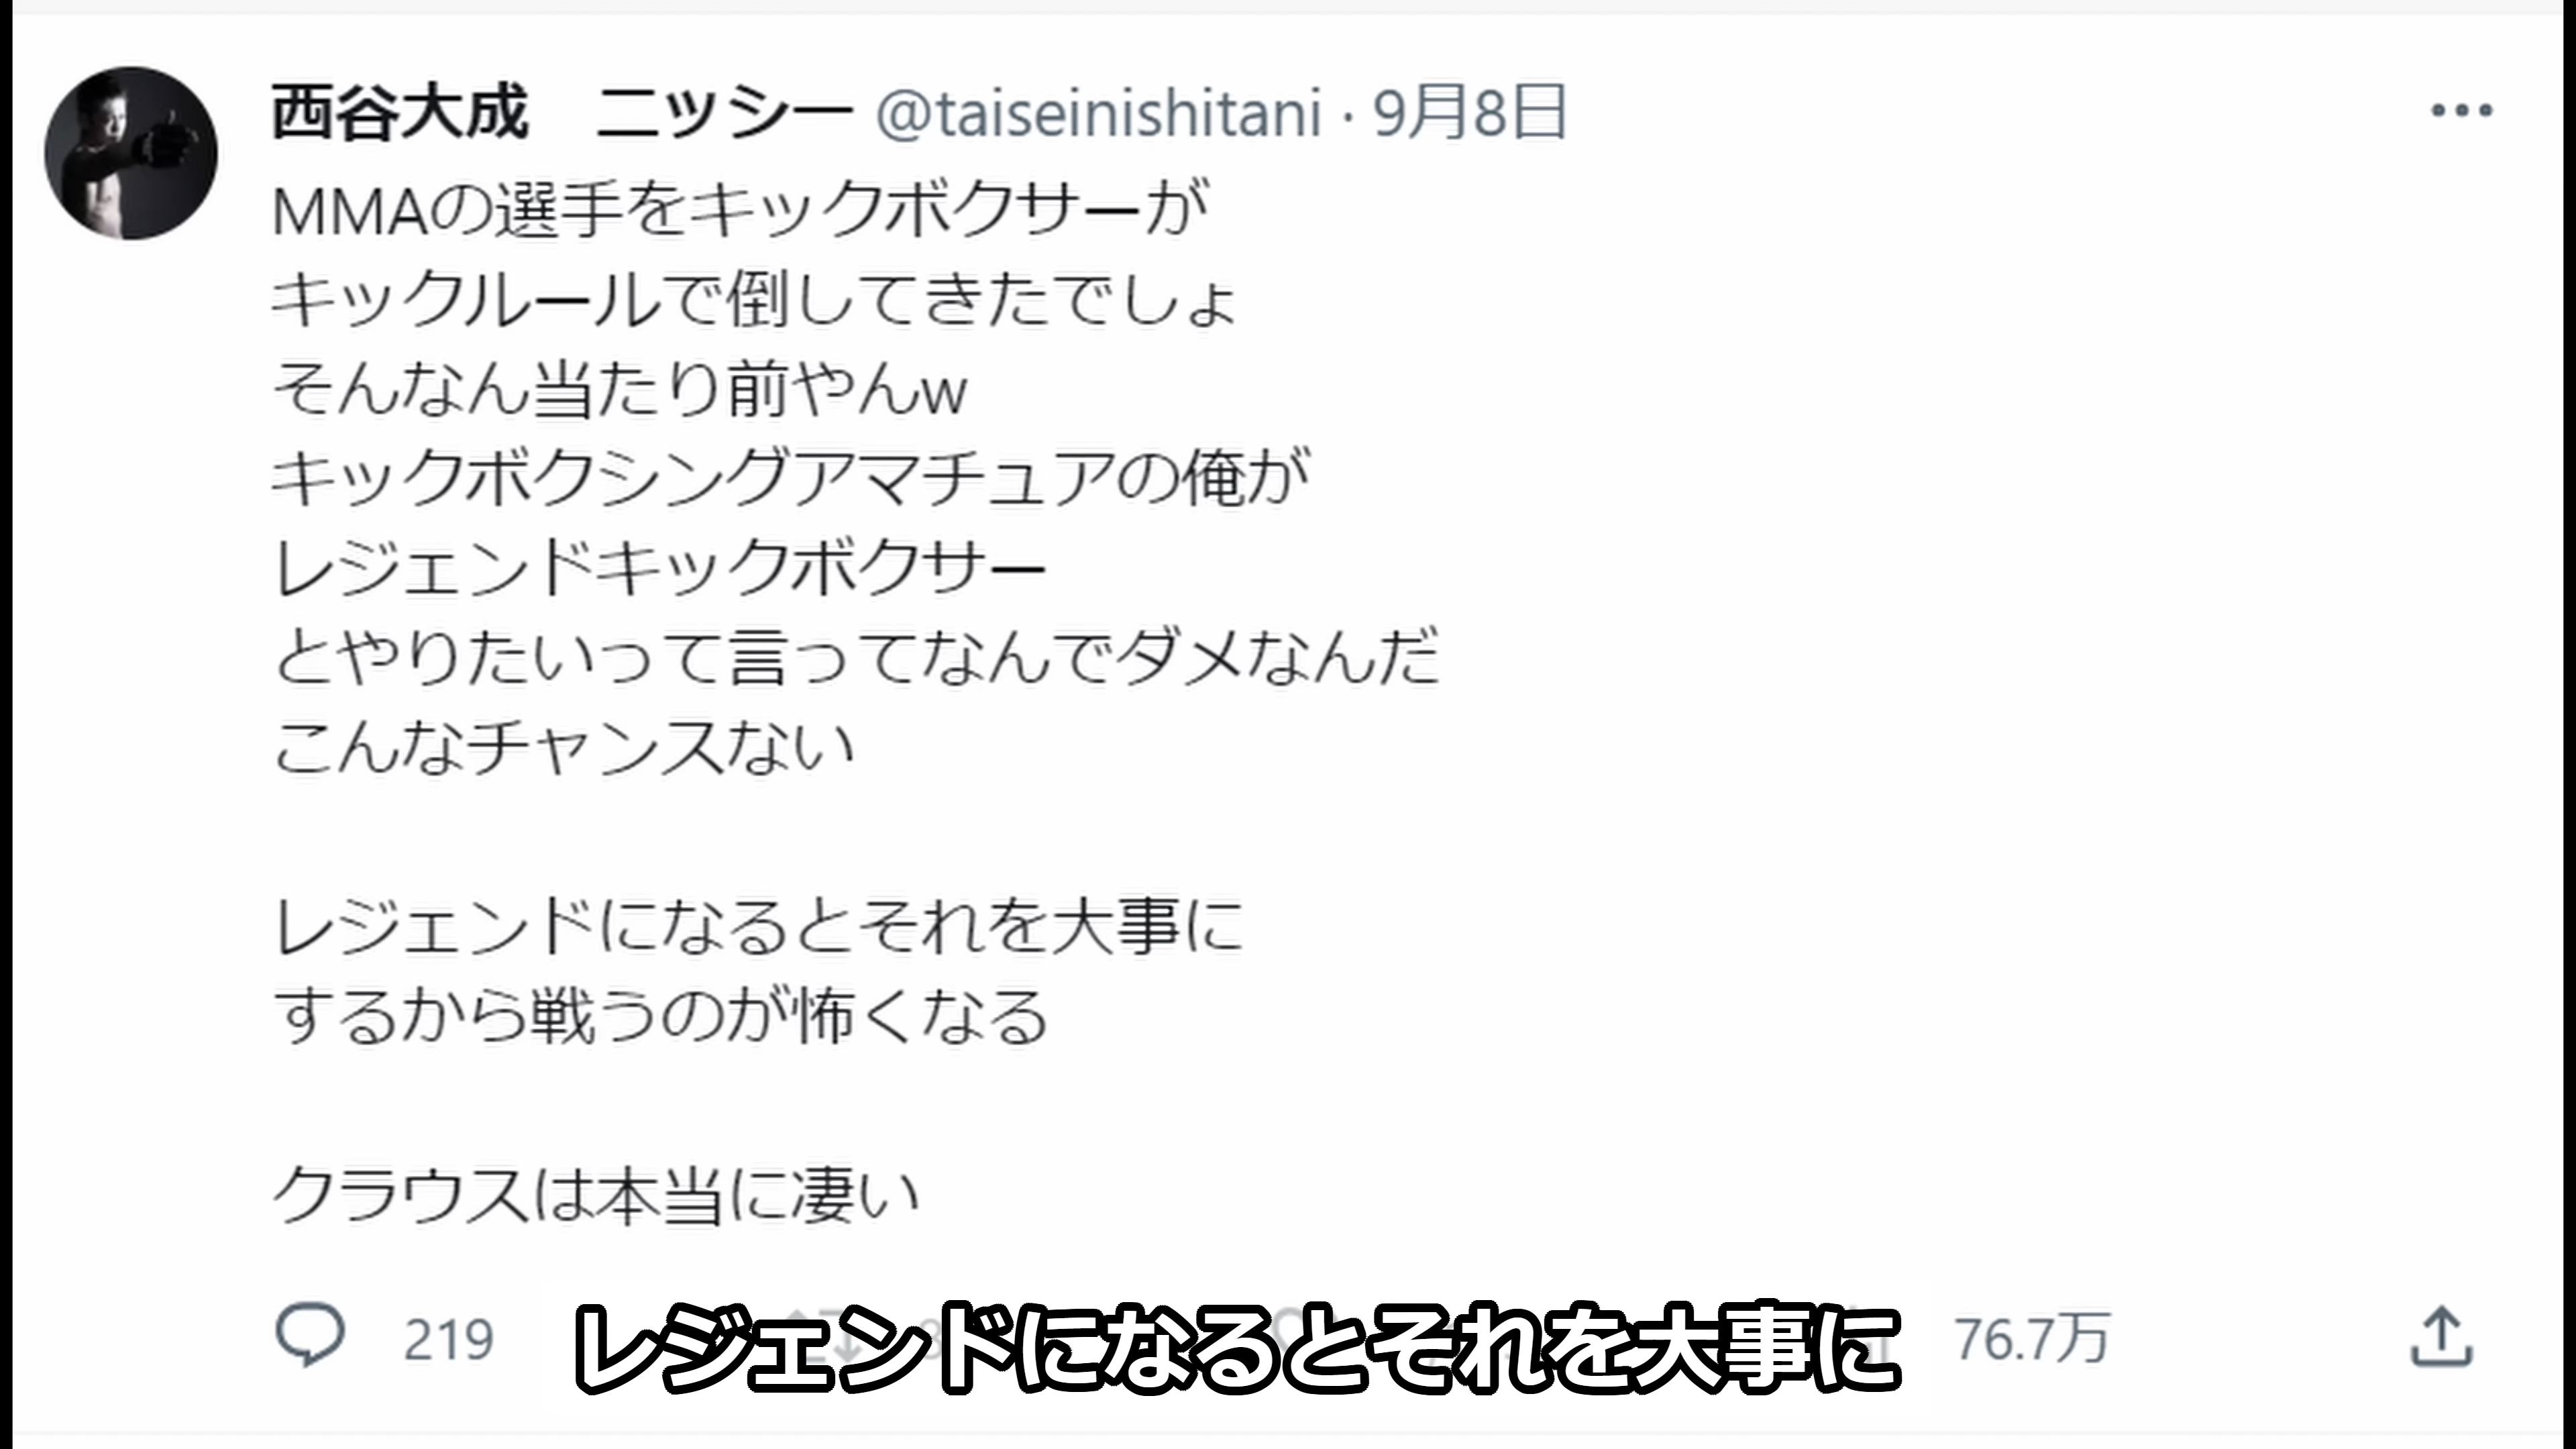 西谷大成　ニッシー @taiseinishitani · 9月8日
MMAの選手をキックボクサーが
キックルールで倒してきたでしょ
そんなん当たり前やんw
キックボクシングアマチュアの俺が
レジェンドキックボクサー
とやりたいって言ってなんでダメなんだ
こんなチャンスない
レジェンドになるとそれを大事に
するから戦うのが怖くなる
クラウスは本当に凄い
219 76.7万
レジェンドになるとそれを大事に